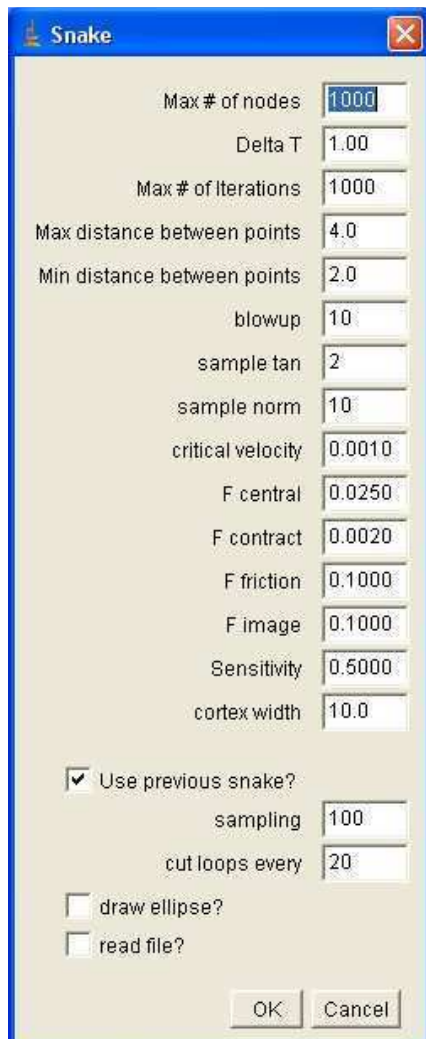 Snake
Max # of nodes 1000
Delta T 1.00
Max # of Iterations 1000
Max distance between points 4.0
Min distance between points 2.0
blowup 10
sample tan 2
sample norm 10
critical velocity 0.0010
F central 0.0250
F contract 0.0020
F friction 0.1000
F image 0.1000
Sensitivity 0.5000
cortex width 10.0
Use previous snake?
sampling 100
cut loops every 20
draw ellipse?
read file?
OK Cancel